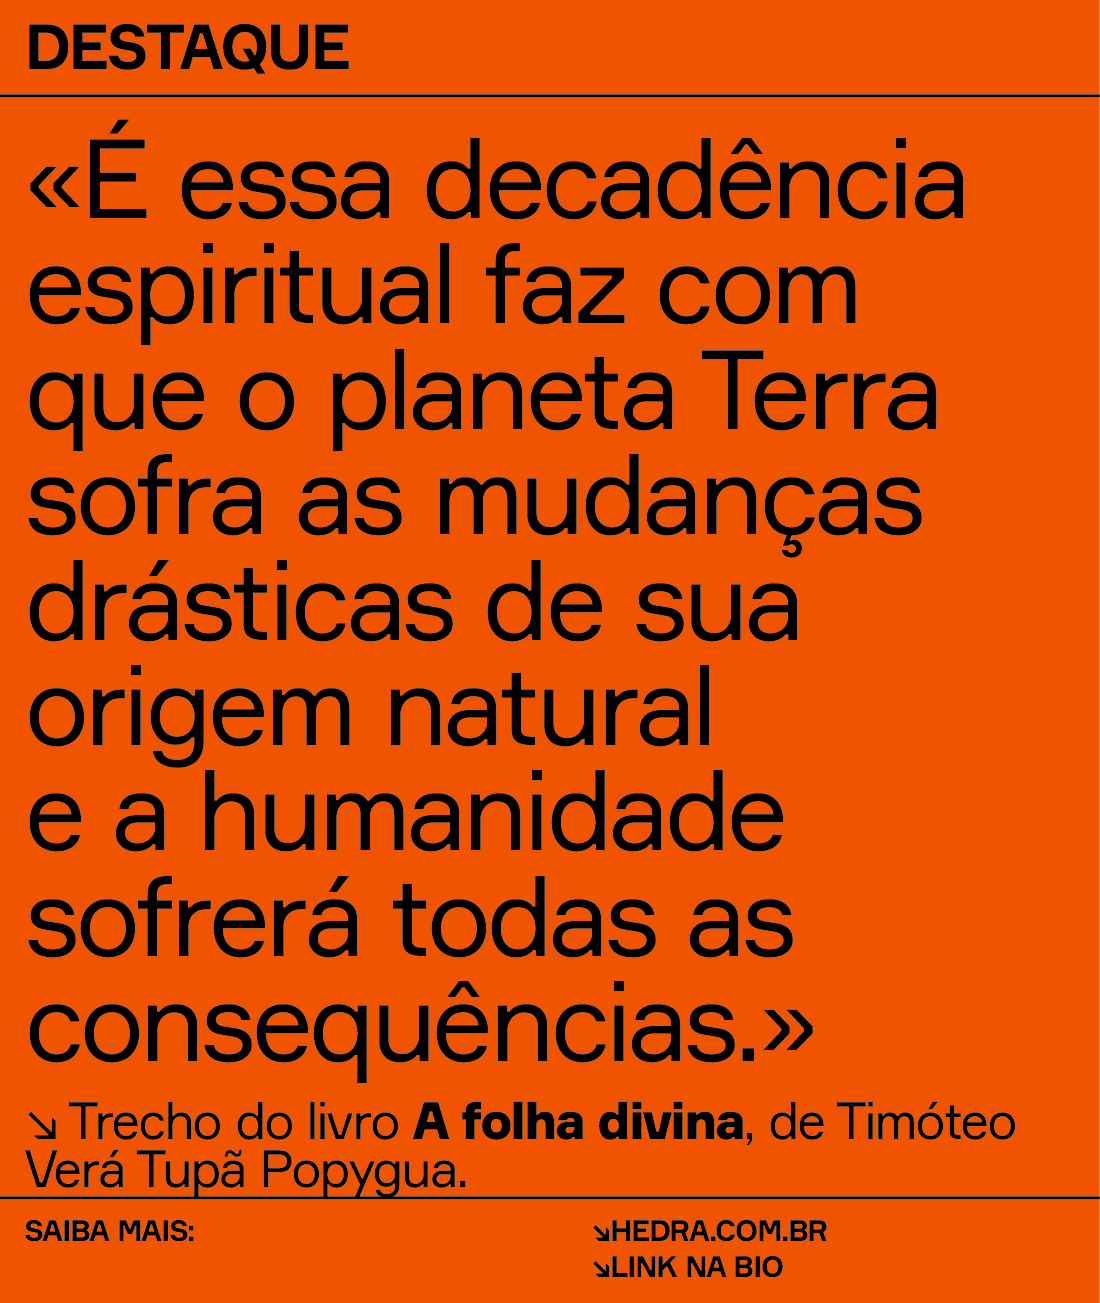 DESTAQUE
«É essa decadência
espiritual faz com
que o planeta Terra
sofra as mudanças
drásticas de sua
origem natural
e a humanidade
sofrerá todas as
consequências.»
↘ Trecho do livro A folha divina, de Timóteo
Verá Tupã Popygua.
SAIBA MAIS:
↘HEDRA.COM.BR
↘LINK NA BIO